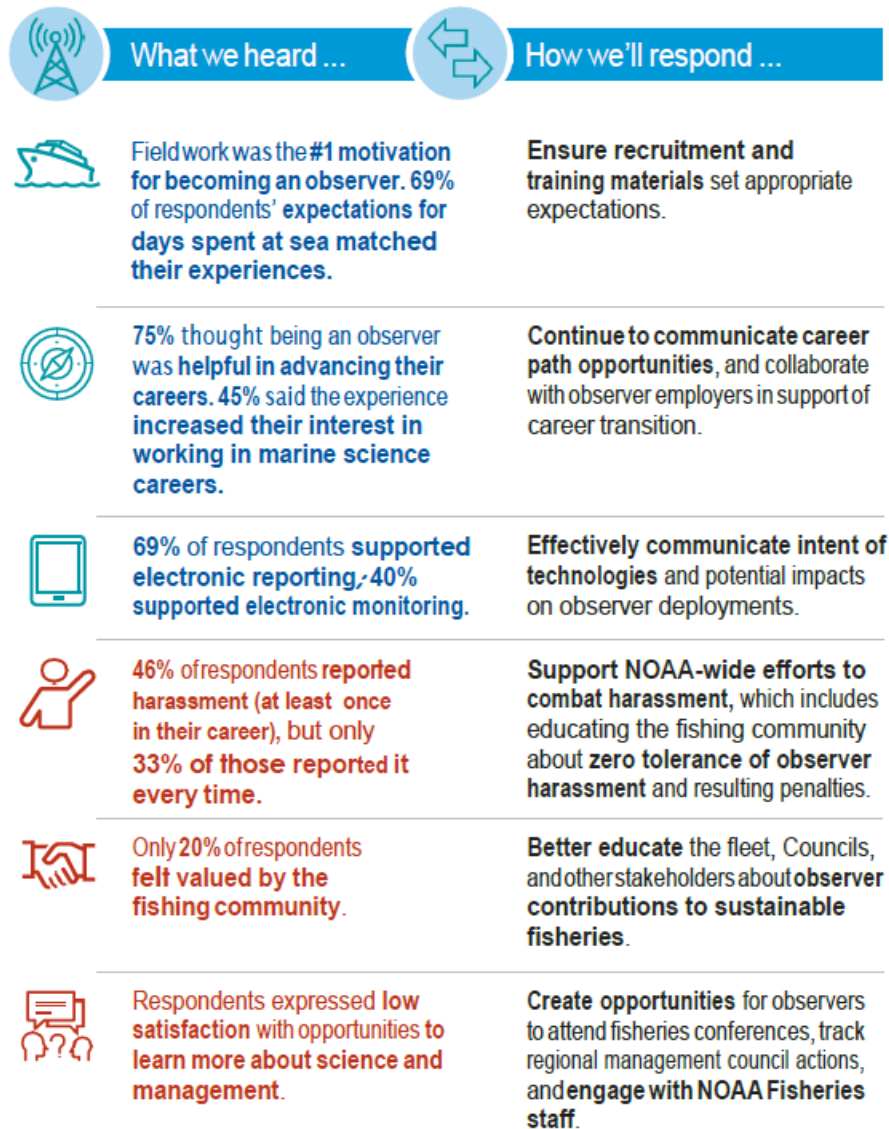 What we heard ...
How we'll respond ...
Fieldwork was the #1 motivation
for becoming an observer. 69%
of respondents' expectations for
days spent at sea matched
their experiences.
Ensure recruitment and
training materials set appropriate
expectations.
75% thought being an observer
was helpful in advancing their
careers. 45% said the experience
increased their interest in
working in marine science
careers.
Continue to communicate career
path opportunities, and collaborate
with observer employers in support of
career transition.
69% of respondents supported
electronic reporting; 40%
supported electronic monitoring.
Effectively communicate intent of
technologies and potential impacts
on observer deployments.
46% of respondents reported
harassment (at least once
in their career), but only
33% of those reported it
every time.
Support NOAA-wide efforts to
combat harassment, which includes
educating the fishing community
about zero tolerance of observer
harassment and resulting penalties.
Only 20% of respondents
felt valued by the
fishing community.
Better educate the fleet, Councils,
and other stakeholders about observer
contributions to sustainable
fisheries.
Respondents expressed low
satisfaction with opportunities to
learn more about science and
management.
Create opportunities for observers
to attend fisheries conferences, track
regional management council actions,
and engage with NOAA Fisheries
staff.